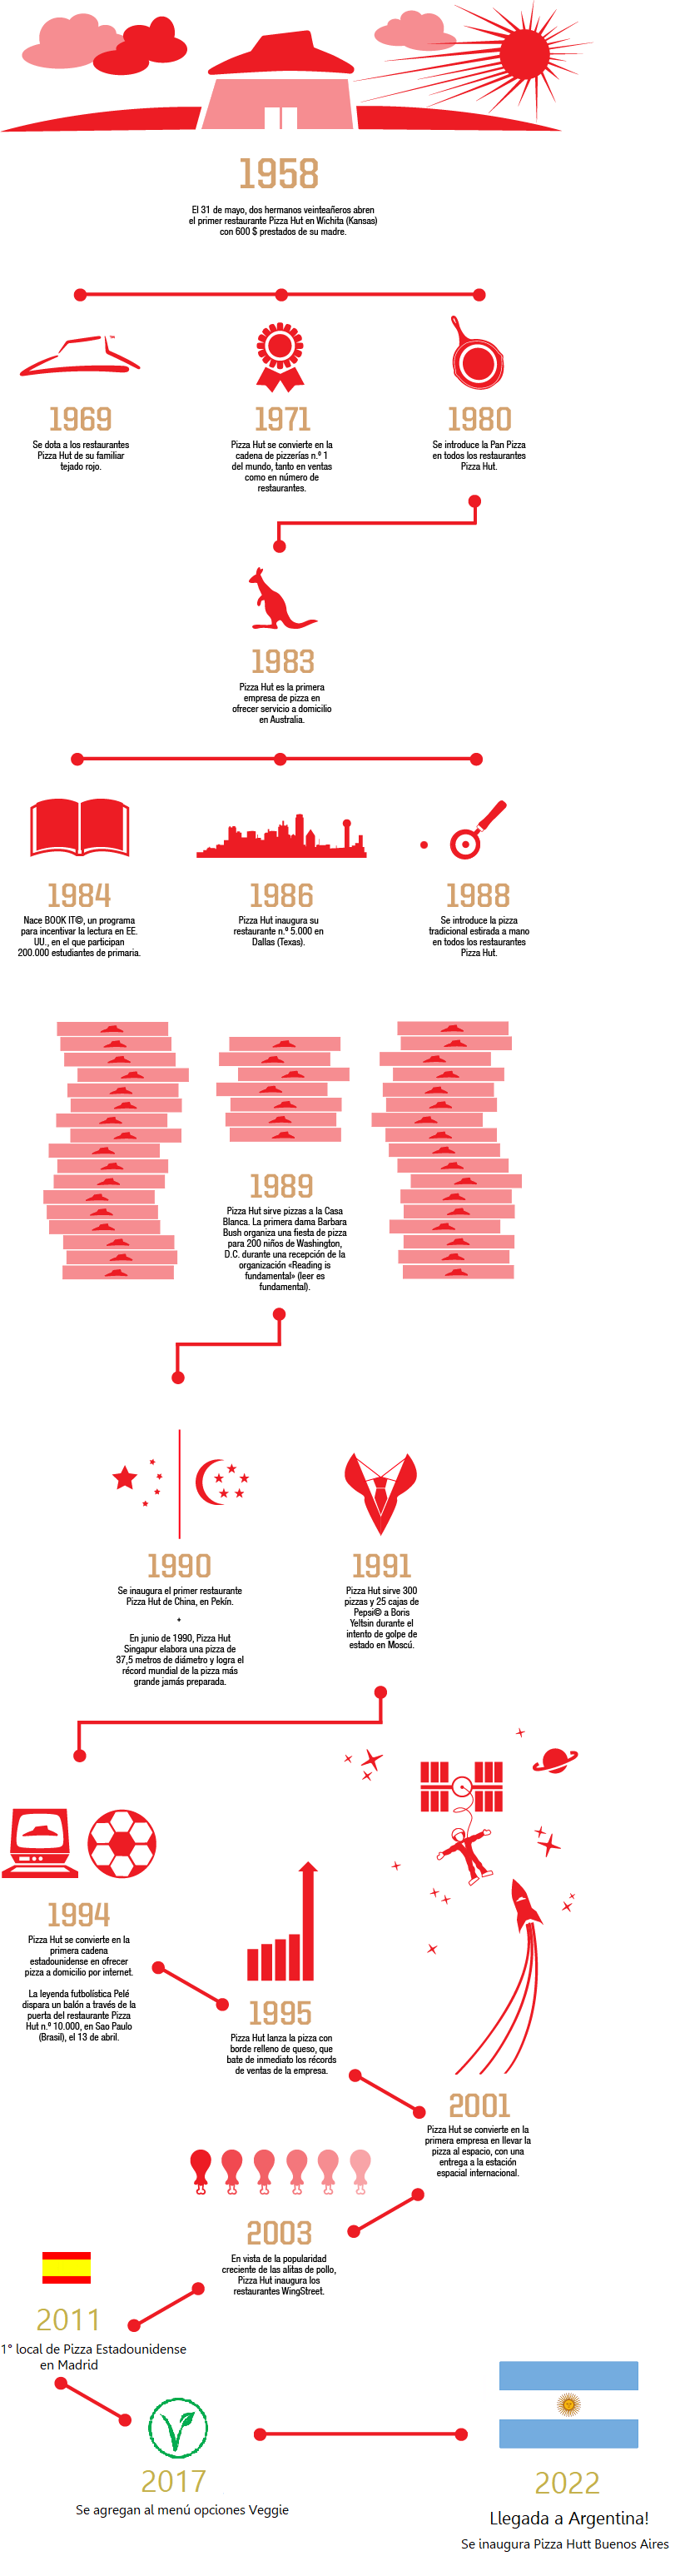 1958
El 31 de mayo, dos hermanos veinteañeros abren
el primer restaurante Pizza Hut en Wichita (Kansas)
con 600 $ prestados de su madre.
TM
1969
Se dota a los restaurantes
Pizza Hut de su familiar
tejado rojo.
1971
Pizza Hut se convierte en la
cadena de pizzerías n.º 1
del mundo, tanto en ventas
como en número de
restaurantes.
1980
Se introduce la Pan Pizza
en todos los restaurantes
Pizza Hut.
1983
Pizza Hut es la primera
empresa de pizza en
ofrecer servicio a domicilio
en Australia.
1984
Nace BOOK IT©, un programa
para incentivar la lectura en EE.
UU., en el que participan
200.000 estudiantes de primaria.
1986
Pizza Hut inaugura su
restaurante n.º 5.000 en
Dallas (Texas).
1988
Se introduce la pizza
tradicional estirada a mano
en todos los restaurantes
Pizza Hut.
1989
Pizza Hut sirve pizzas a la Casa
Blanca. La primera dama Barbara
Bush organiza una fiesta de pizza
para 200 niños de Washington,
D.C. durante una recepción de la
organización «Reading is
fundamental» (leer es
fundamental).
1990
Se inaugura el primer restaurante
Pizza Hut de China, en Pekín.
+
En junio de 1990, Pizza Hut
Singapur elabora una pizza de
37,5 metros de diámetro y logra el
récord mundial de la pizza más
grande jamás preparada.
1991
Pizza Hut sirve 300
pizzas y 25 cajas de
Pepsi© a Boris
Yeltsin durante el
intento de golpe de
estado en Moscú.
1994
Pizza Hut se convierte en la
primera cadena
estadounidense en ofrecer
pizza a domicilio por internet.
La leyenda futbolística Pelé
dispara un balón a través de la
puerta del restaurante Pizza
Hut n.º 10.000, en Sao Paulo
(Brasil), el 13 de abril.
1995
Pizza Hut lanza la pizza con
borde relleno de queso, que
bate de inmediato los récords
de ventas de la empresa.
2001
Pizza Hut se convierte en la
primera empresa en llevar la
pizza al espacio, con una
entrega a la estación
espacial internacional.
2003
En vista de la popularidad
creciente de las alitas de pollo,
Pizza Hut inaugura los
restaurantes WingStreet.
2011
1° local de Pizza Estadounidense
en Madrid
V
2017
Se agregan al menú opciones Veggie
2022
Llegada a Argentina!
Se inaugura Pizza Hutt Buenos Aires